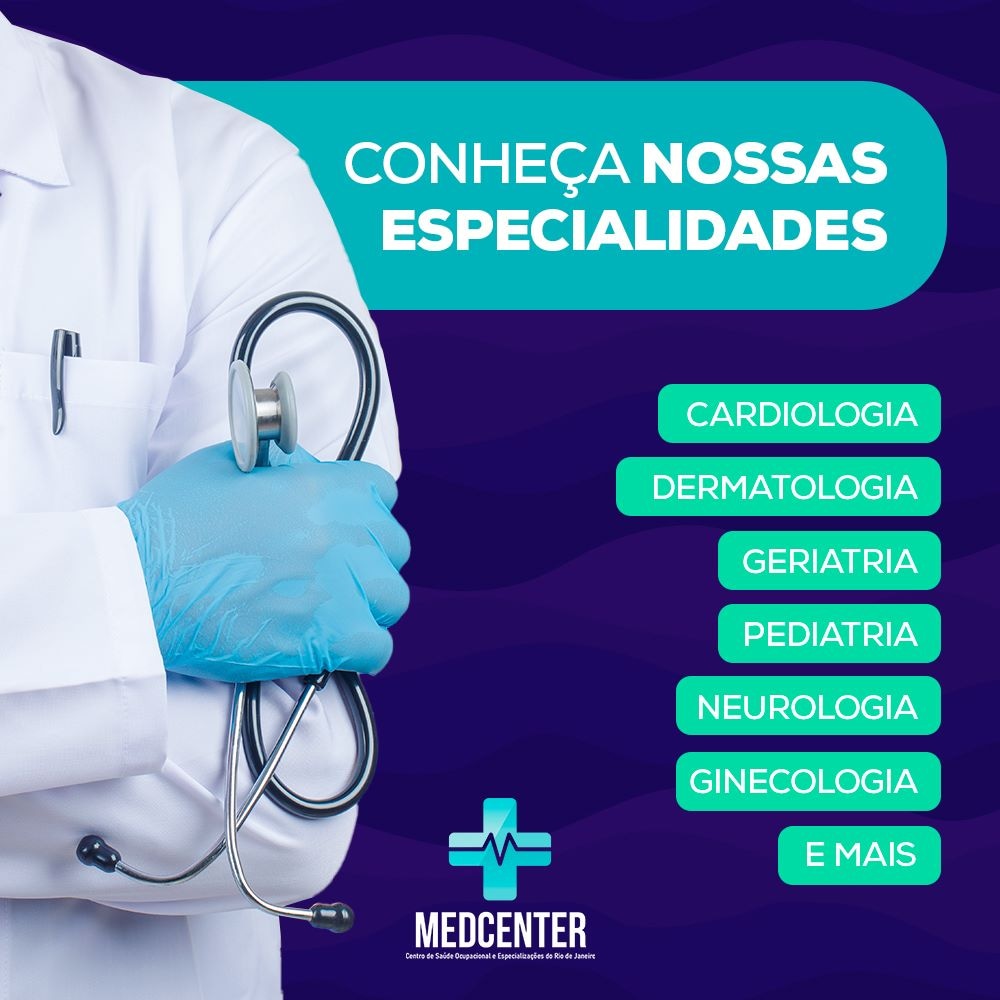 CONHEÇA NOSSAS
ESPECIALIDADES
CARDIOLOGIA
DERMATOLOGIA
GERIATRIA
PEDIATRIA
NEUROLOGIA
GINECOLOGIA
E MAIS
MEDCENTER
Centro de Saúde Ocupacional e Especializações do Rio de Janeiro